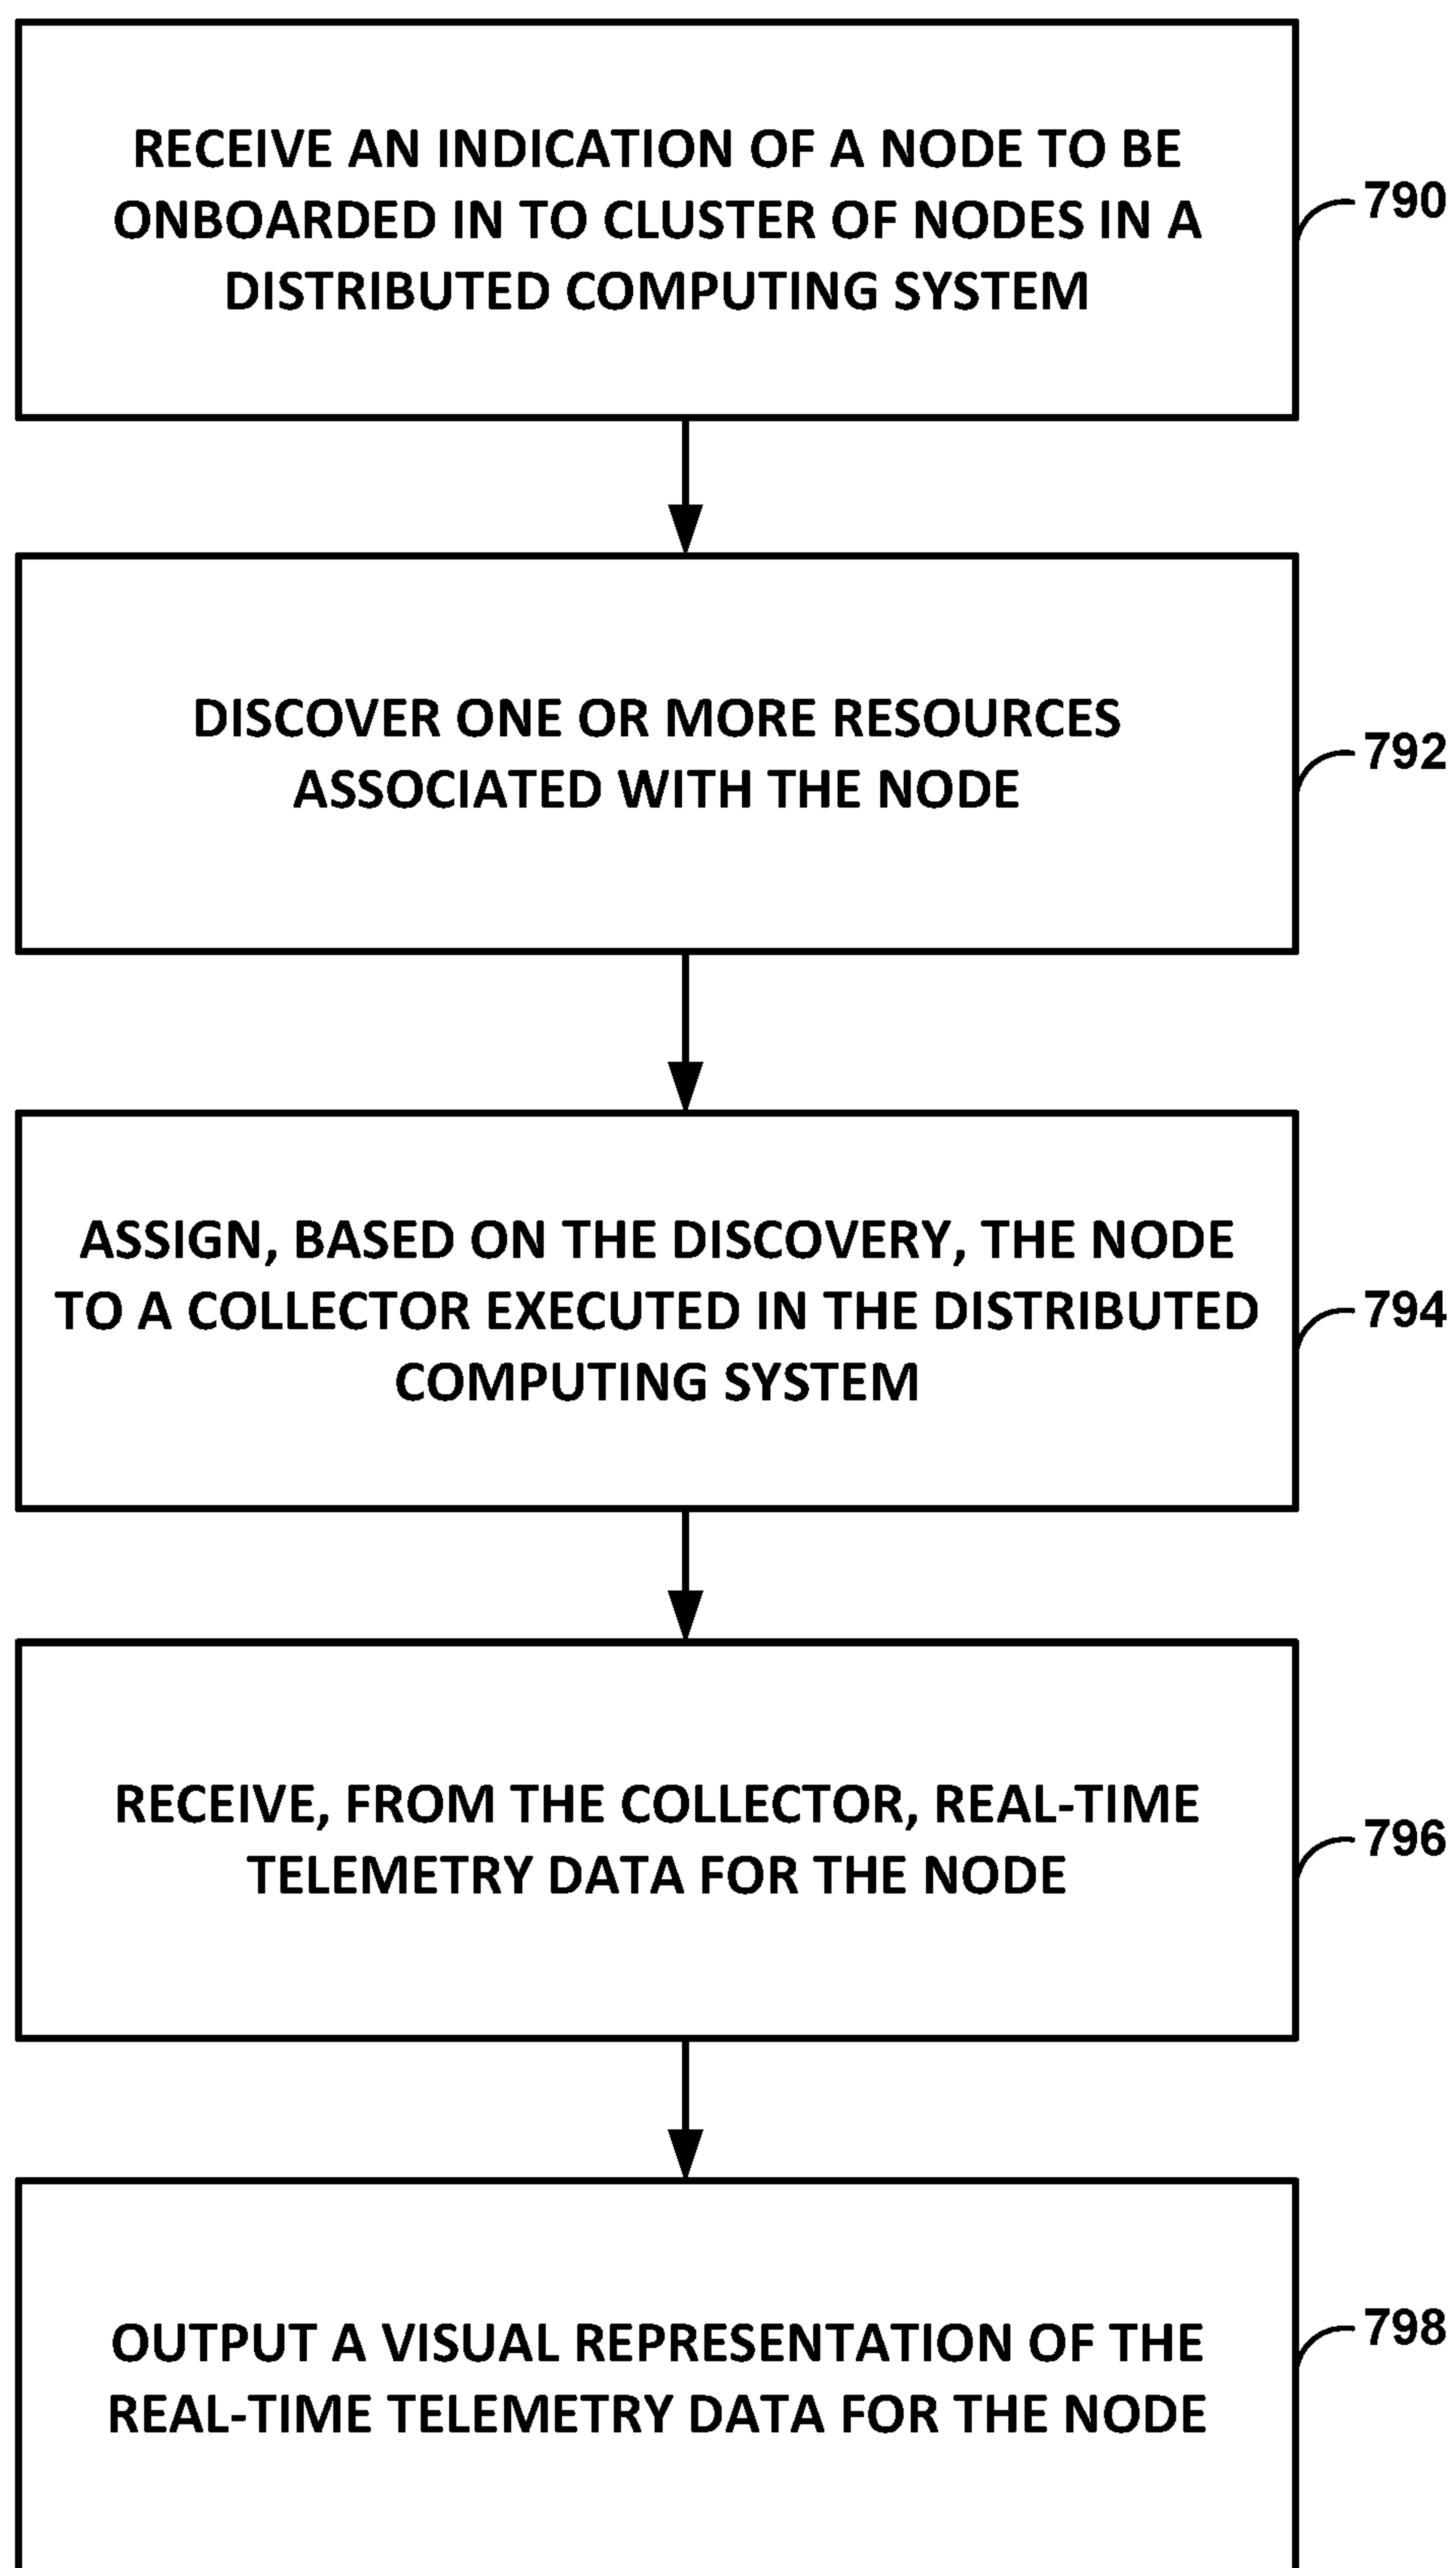 RECEIVE AN INDICATION OF A NODE TO BE
ONBOARDED IN TO CLUSTER OF NODES IN A
DISTRIBUTED COMPUTING SYSTEM
790
DISCOVER ONE OR MORE RESOURCES
ASSOCIATED WITH THE NODE
792
ASSIGN, BASED ON THE DISCOVERY, THE NODE
TO A COLLECTOR EXECUTED IN THE DISTRIBUTED
COMPUTING SYSTEM
794
RECEIVE, FROM THE COLLECTOR, REAL-TIME
TELEMETRY DATA FOR THE NODE
796
OUTPUT A VISUAL REPRESENTATION OF THE
REAL-TIME TELEMETRY DATA FOR THE NODE
798